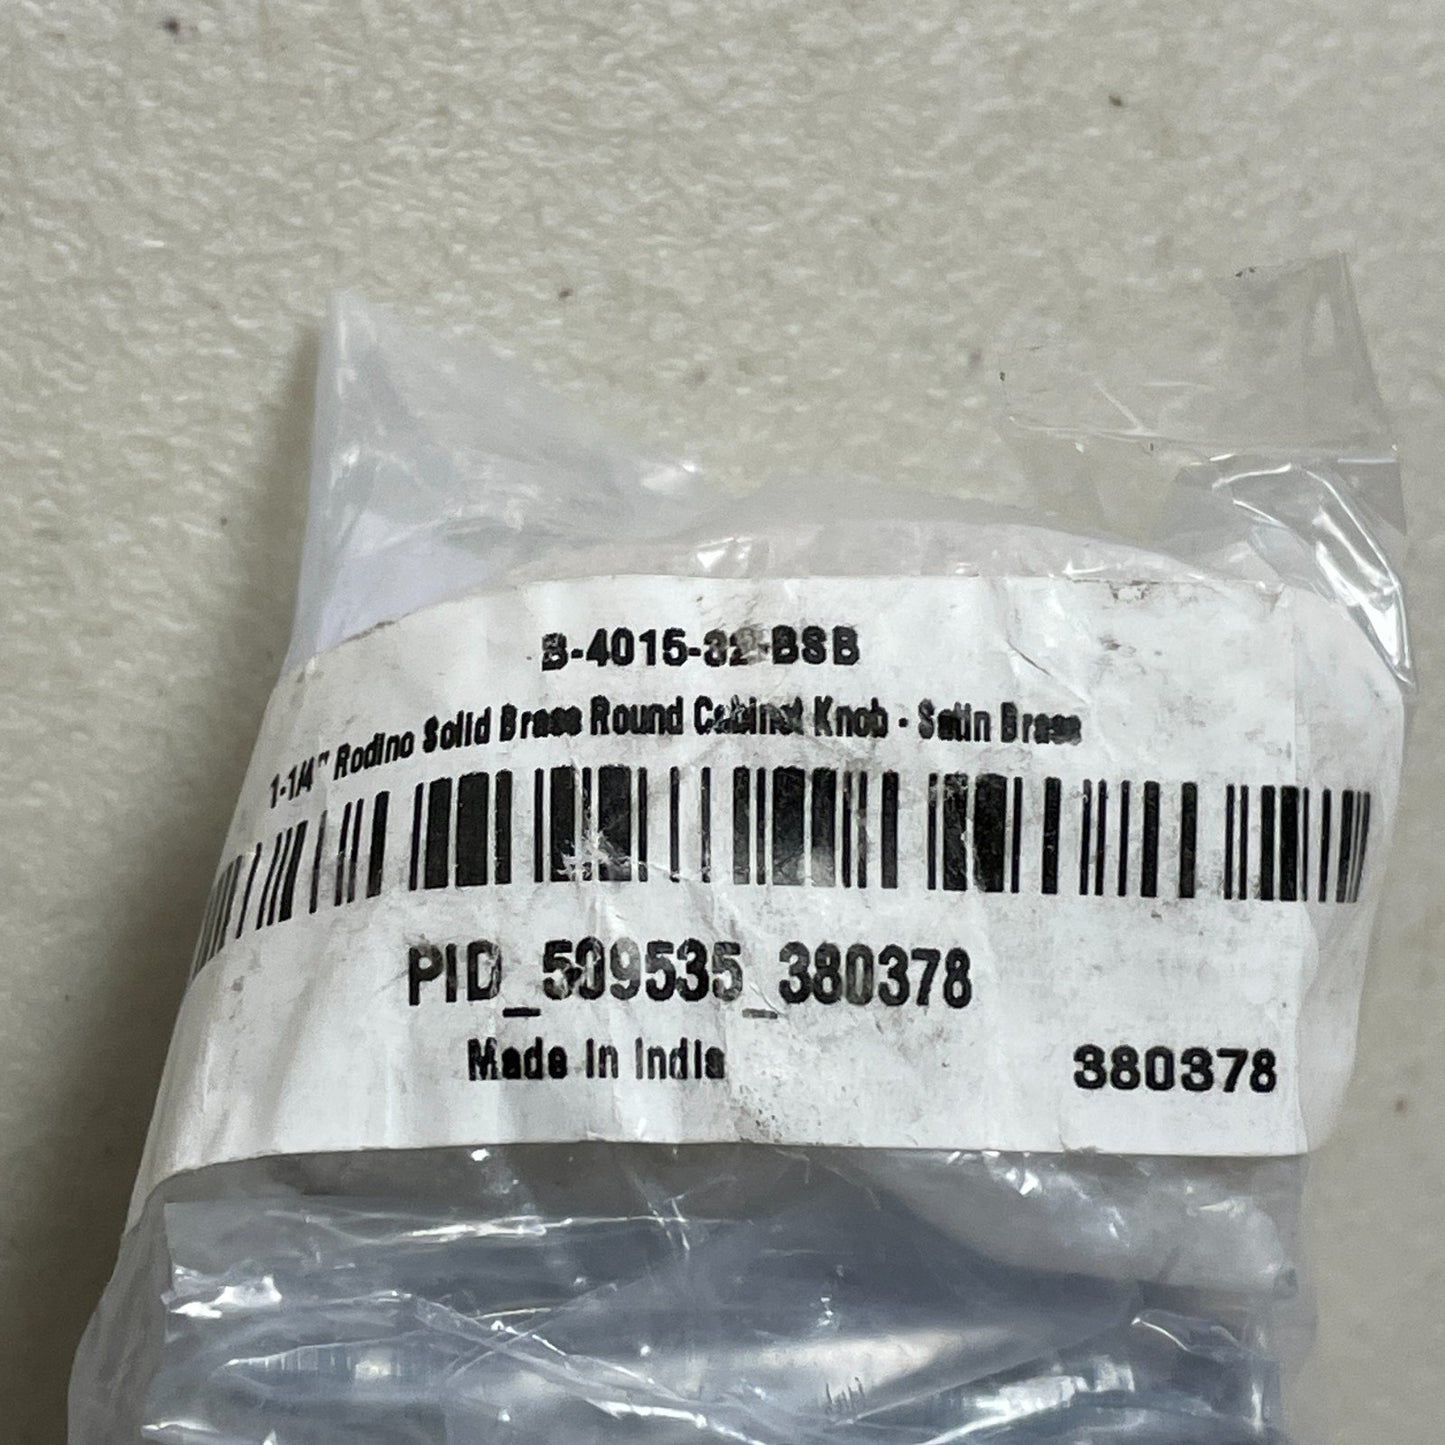 B-4015-32-BSB
1-1/4" Rodino Solid Brass Round Cabinet Knob - Satin Brass
PID_509535_380378
Made In India
380378